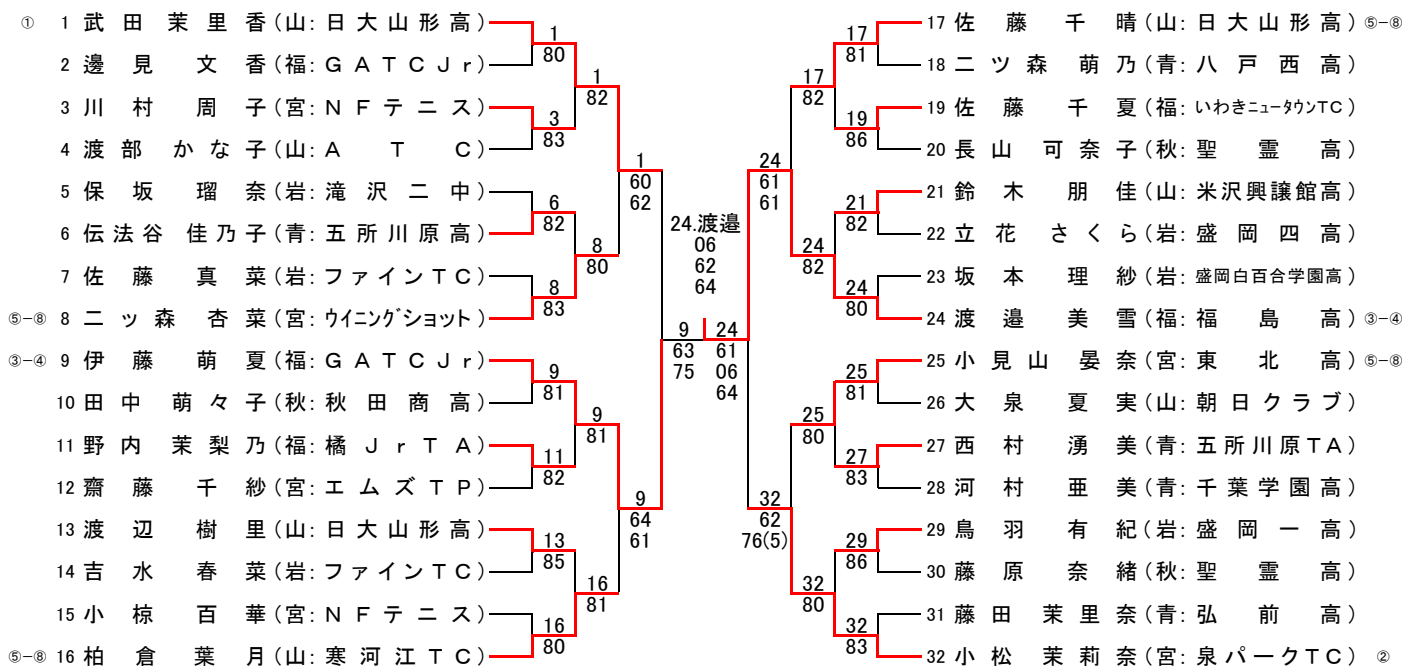 ① 1 武田 茉里香 (山: 日大山形高)
2 邊見 文香 (福: GATCJr)
3 川村 周子 (宮: NFテニス)
4 渡部 かな子 (山: ATC)
5 保坂 瑠奈 (岩: 滝沢二中)
6 伝法谷 佳乃子 (青: 五所川原高)
7 佐藤 真菜 (岩: ファインTC)
⑤-⑧ 8 二ッ森 杏菜 (宮: ウイニングショット)
③-④ 9 伊藤 萌夏 (福: GATCJr)
10 田中 萌々子 (秋: 秋田商高)
11 野内 茉梨乃 (福:橘JrTA)
12 齋藤 千紗 (宮: エムズTP)
13 渡辺 樹里 (山: 日大山形高)
14 吉水 春菜 (岩: ファインTC)
15 小椋 百華 (宮: NFテニス)
⑤-⑧ 16 柏倉 葉月 (山: 寒河江TC)
1
80
3
83
6
82
8
83
9
81
11
82
13
85
16
80
1
82
8
80
9
81
16
81
1
60
62
9
64
61
9
63
75
24.渡邉
06
62
64
24
61
06
64
24
61
61
32
62
76(5)
17
82
24
82
25
80
32
80
17
81
19
86
21
82
24
80
25
81
27
83
29
86
32
83
17 佐藤 千晴 (山: 日大山形高) ⑤-⑧
18 二ツ森 萌乃 (青: 八戸西高)
19 佐藤 千夏 (福: いわきニュータウンTC)
20 長山 可奈子 (秋: 聖霊高)
21 鈴木 朋佳 (山: 米沢興譲館高)
22 立花 さくら (岩: 盛岡四高)
23 坂本 理紗 (岩: 盛岡白百合学園高)
24 渡邉 美雪 (福: 福島高) ③-④
25 小見山 晏奈 (宮: 東北高) ⑤-⑧
26 大泉 夏実 (山: 朝日クラブ)
27 西村 湧美 (青: 五所川原TA)
28 河村 亜美 (青: 千葉学園高)
29 鳥羽 有紀 (岩: 盛岡一高)
30 藤原 奈緒 (秋: 聖霊高)
31 藤田 茉里奈 (青: 弘前高)
32 小松 茉莉奈 (宮: 泉パークTC) ②